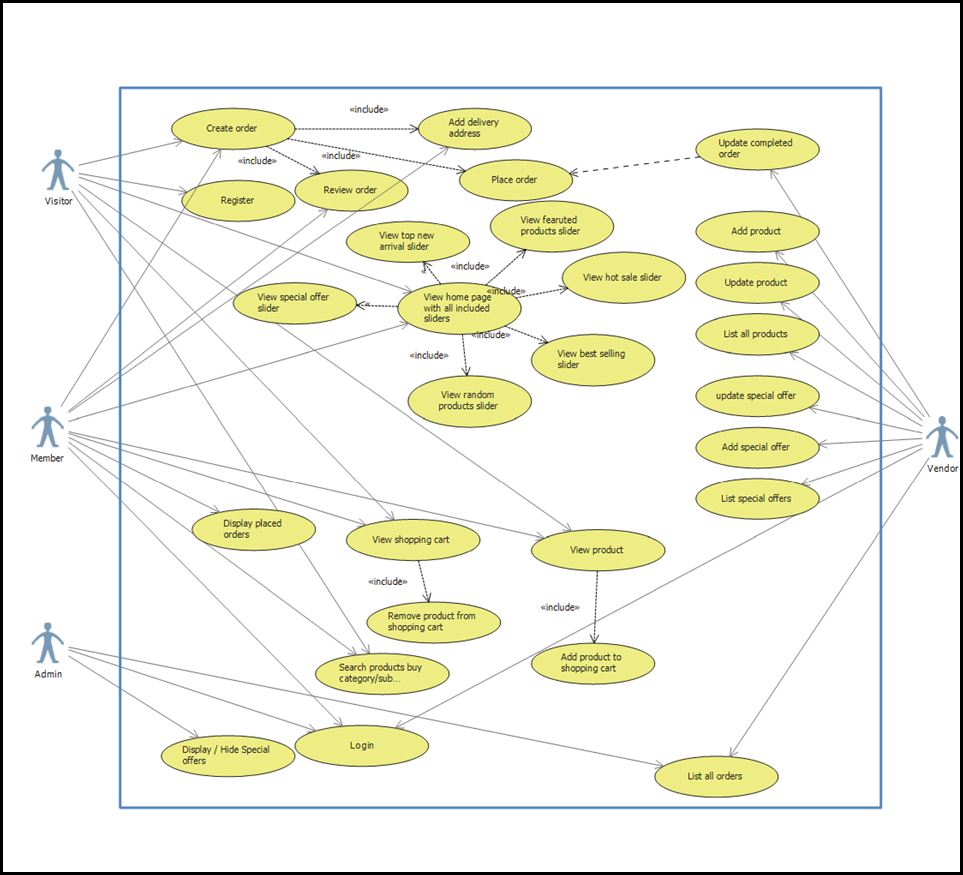 «include»
Create order
Add delivery
address
Update completed
order
«include»
«include»
Visitor
Register
Review order
Place order
View top new
arrival slider
View fearuted
products slider
Add product
«include»
«
View hot sale slider
Update product
View special offer
slider
«
View home page
with all included
sliders
«include»
«include»
List all products
«include»
View best selling
slider
View random
products slider
update special offer
Member
Add special offer
Vendor
List special offers
Display placed
orders
View shopping cart
View product
«include»
«include»
Remove product from
shopping cart
Admin
Search products buy
category/sub...
Add product to
shopping cart
Display / Hide Special
offers
Login
List all orders